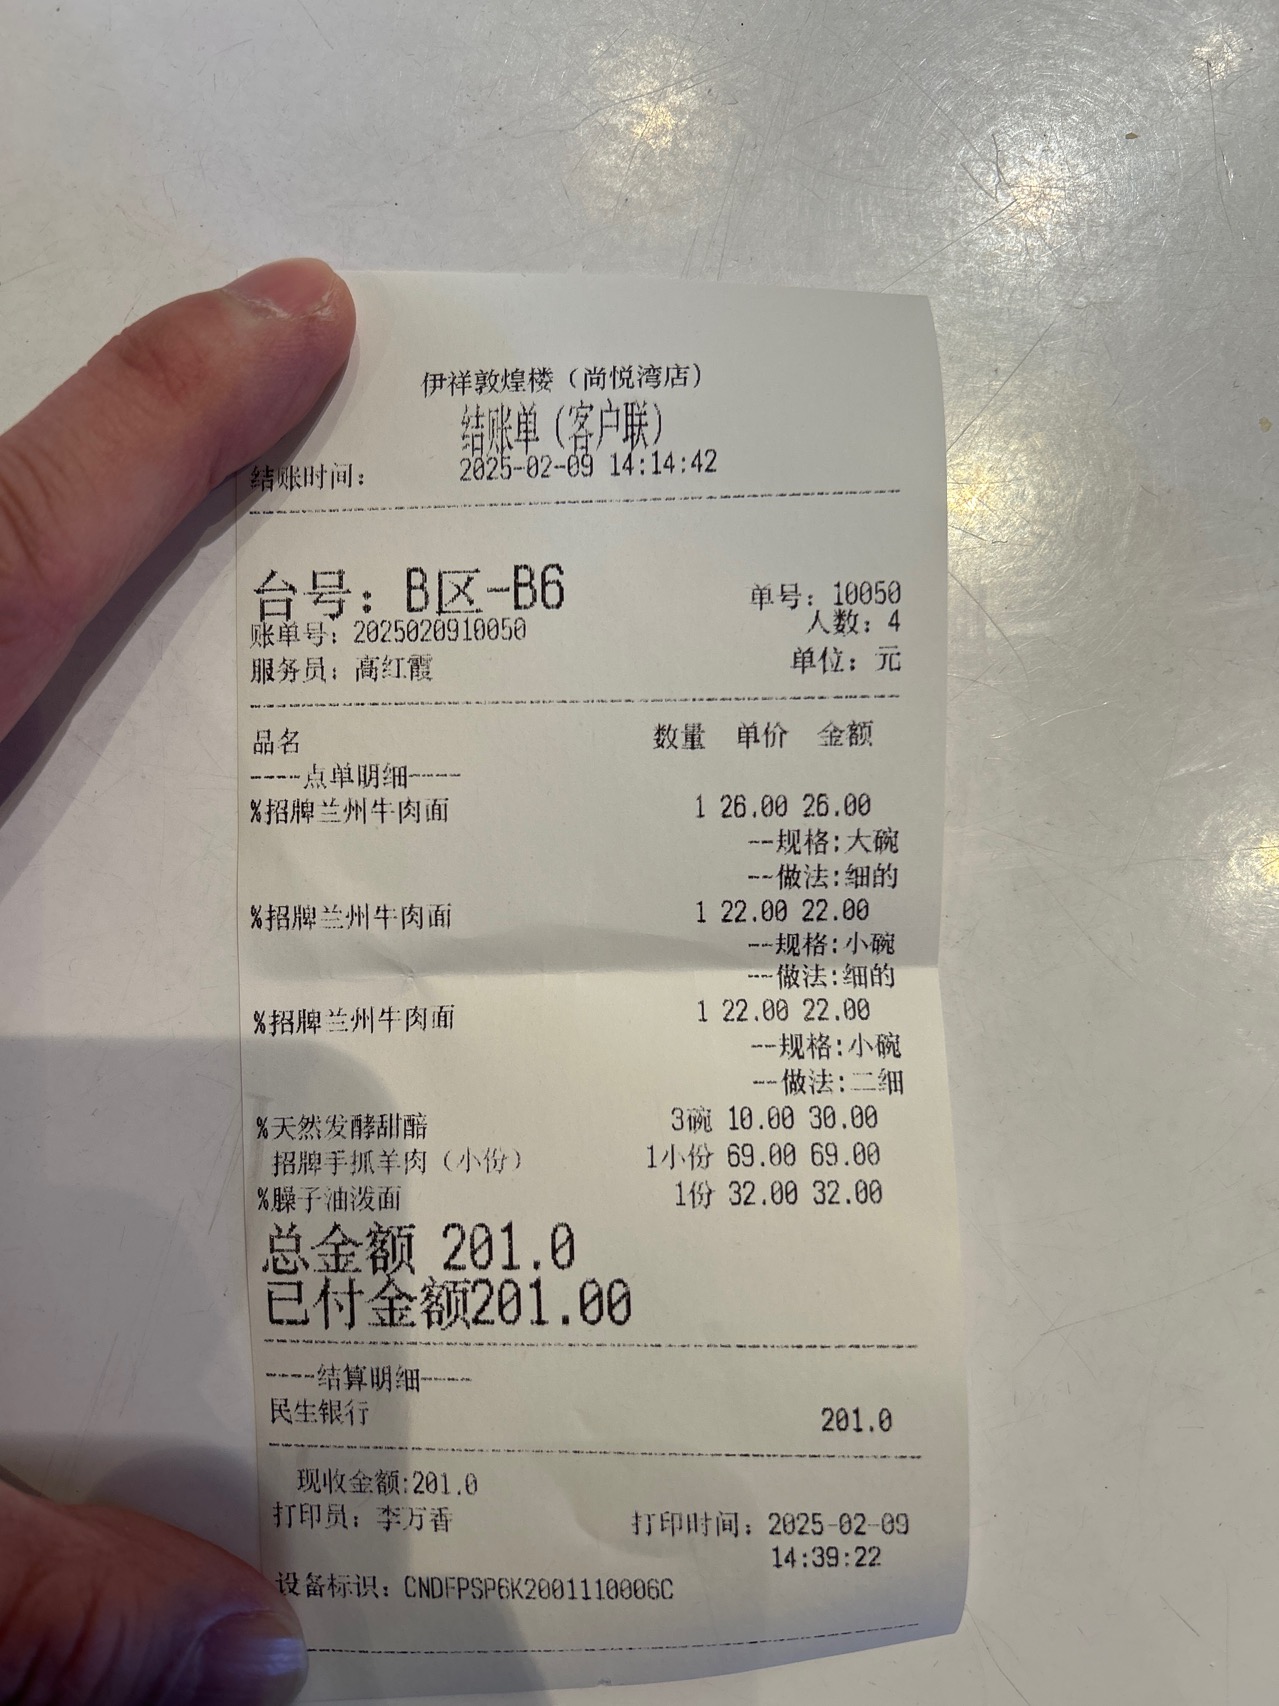 伊祥敦煌楼（尚悦湾店）
结账单（客户联）
结账时间： 2025-02-09 14:14:42
台号：B区-B6 单号：10050
账单号：2025020910050 人数：4
服务员：高红霞 单位：元
品名 数量 单价 金额
----点单明细----
%招牌兰州牛肉面 1 26.00 26.00
--规格:大碗
--做法:细的
%招牌兰州牛肉面 1 22.00 22.00
--规格:小碗
--做法:细的
%招牌兰州牛肉面 1 22.00 22.00
--规格:小碗
--做法:二细
%天然发酵甜醅 3碗 10.00 30.00
招牌手抓羊肉（小份） 1小份 69.00 69.00
%臊子油泼面 1份 32.00 32.00
总金额 201.0
已付金额201.00
----结算明细----
民生银行 201.0
现收金额:201.0
打印员：李万香 打印时间：2025-02-09
14:39:22
设备标识：CNDFPSP6K2001110006C